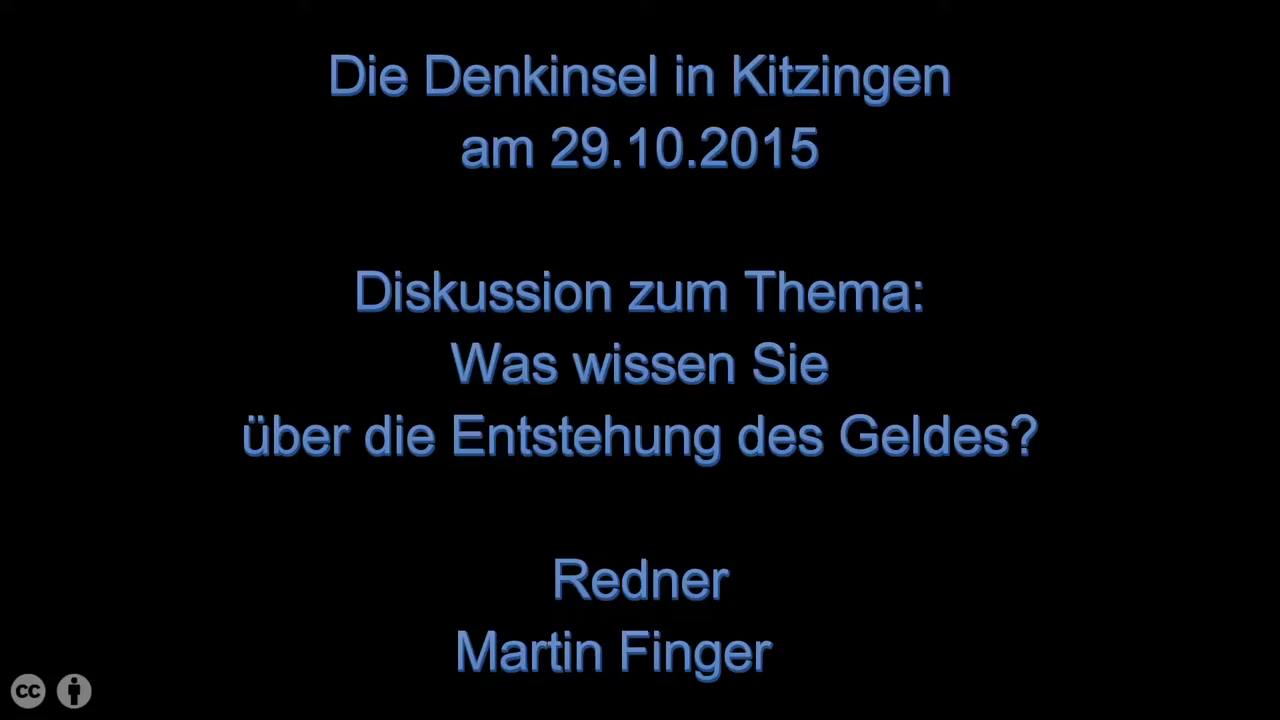 Die Denkinsel in Kitzingen
am 29.10.2015
Diskussion zum Thema:
Was wissen Sie
über die Entstehung des Geldes?
Redner
Martin Finger
cc